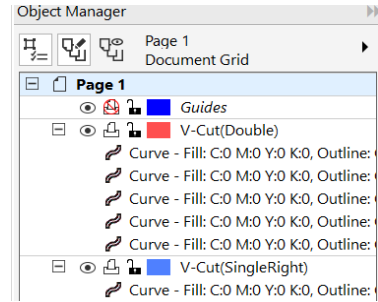 Object Manager
Page 1
Document Grid
Page 1
Guides
V-Cut(Double)
Curve - Fill: C:0 M:0 Y:0 K:0, Outline:
Curve - Fill: C:0 M:0 Y:0 K:0, Outline:
Curve - Fill: C:0 M:0 Y:0 K:0, Outline:
Curve - Fill: C:0 M:0 Y:0 K:0, Outline:
Curve - Fill: C:0 M:0 Y:0 K:0, Outline:
V-Cut(SingleRight)
Curve - Fill: C:0 M:0 Y:0 K:0, Outline: